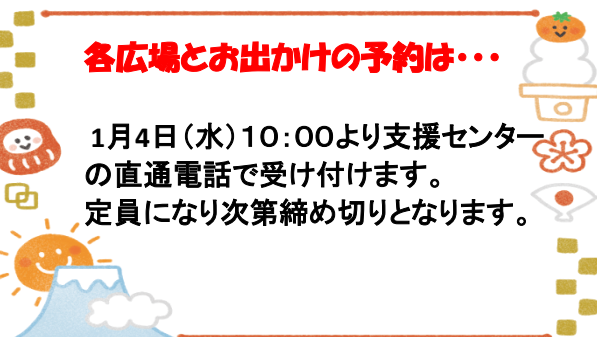 各広場とお出かけの予約は・・・
1月4日（水）１０：００より支援センター
の直通電話で受け付けます。
定員になり次第締め切りとなります。